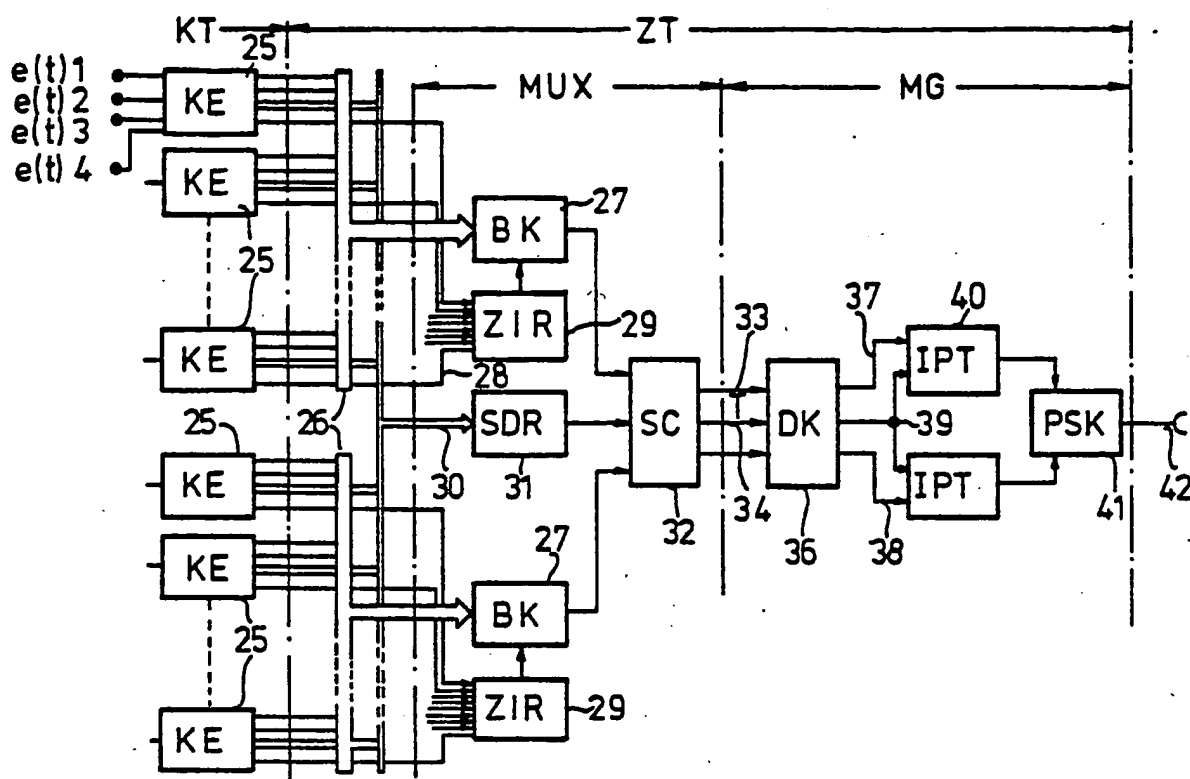 KT ZT
25
MUX MG
e(t)1
e(t)2
e(t)3
e(t)4
KE
KE
25
25
KE
BK 27
ZIR 29
28
26
25
KE
KE
25
KE
30
SDR
31
SC
32
33
34
DK
36
37
38
39
40
IPT
IPT
PSK
41
42
27
BK
ZIR 29